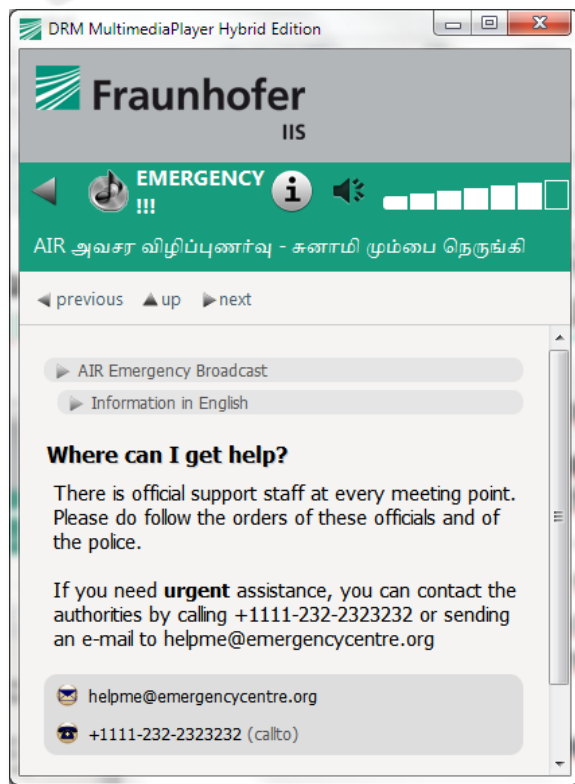 DRM MultimediaPlayer Hybrid Edition
Fraunhofer
IIS
EMERGENCY
!!!
AIR அவசர விழிப்புணர்வு - சுனாமி மும்பை நெருங்கி
previous up next
AIR Emergency Broadcast
Information in English
Where can I get help?
There is official support staff at every meeting point.
Please do follow the orders of these officials and of
the police.
If you need urgent assistance, you can contact the
authorities by calling +1111-232-2323232 or sending
an e-mail to helpme@emergencycentre.org
helpme@emergencycentre.org
+1111-232-2323232 (callto)